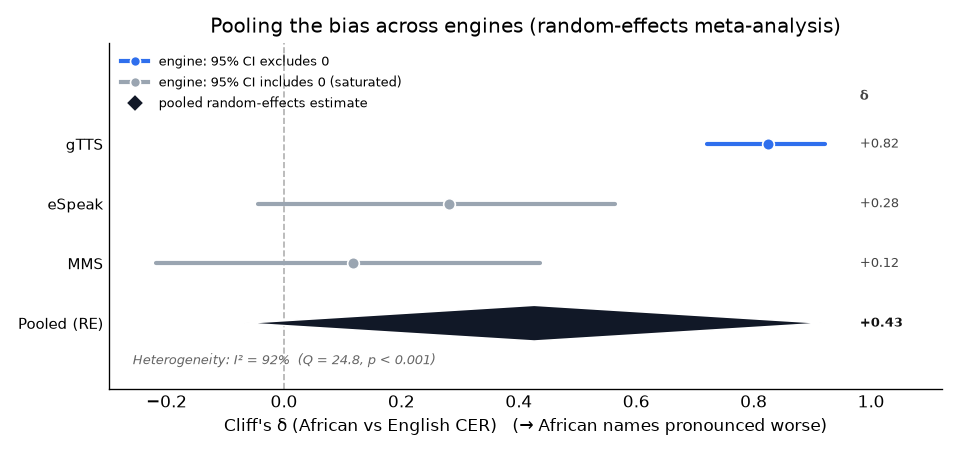 Pooling the bias across engines (random-effects meta-analysis)
engine: 95% CI excludes 0
engine: 95% CI includes 0 (saturated)
pooled random-effects estimate
δ
gTTS +0.82
eSpeak +0.28
MMS +0.12
Pooled (RE) +0.43
Heterogeneity: I² = 92% (Q = 24.8, p < 0.001)
−0.2 0.0 0.2 0.4 0.6 0.8 1.0
Cliff's δ (African vs English CER) (→ African names pronounced worse)